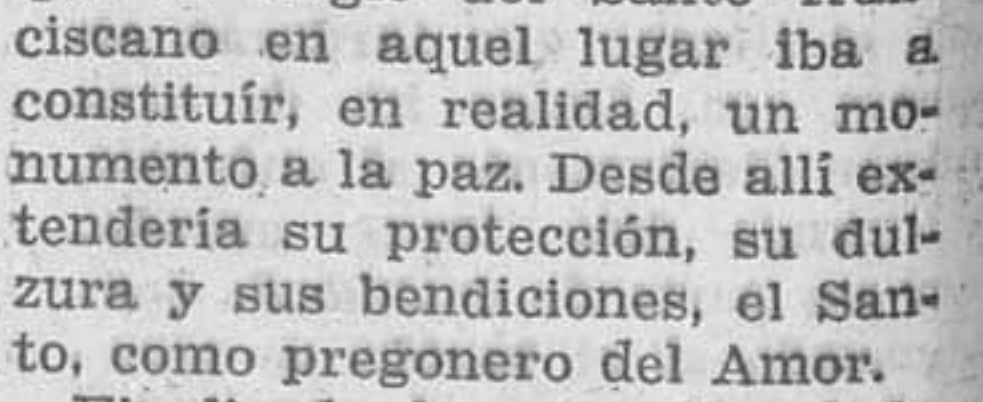 ciscano en aquel lugar iba a
constituír, en realidad, un mo-
numento a la paz. Desde allí ex-
tendería su protección, su dul-
zura y sus bendiciones, el San-
to, como pregonero del Amor.